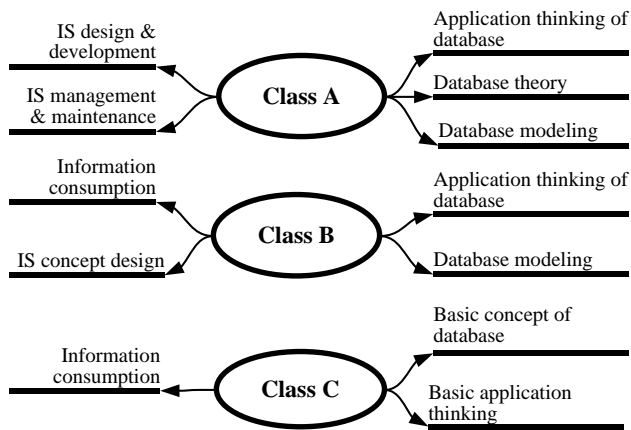 IS design &
development
IS management
& maintenance
Class A
Application thinking of
database
Database theory
Database modeling
Information
consumption
IS concept design
Class B
Application thinking of
database
Database modeling
Information
consumption
Class C
Basic concept of
database
Basic application
thinking